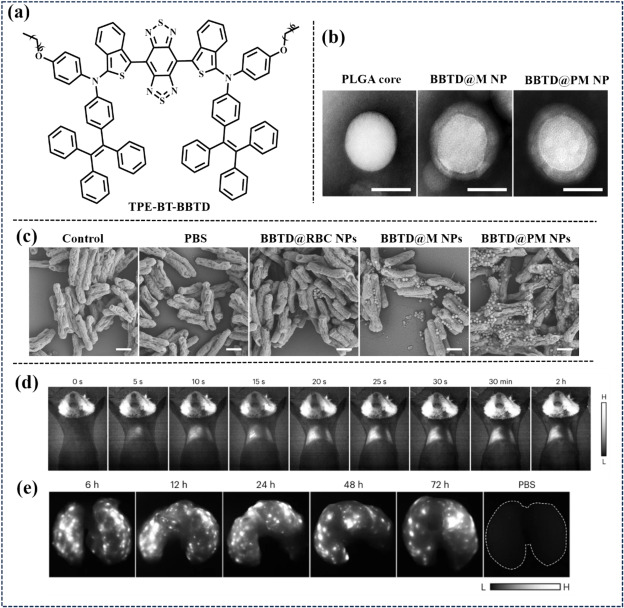 (a)
S
N N
O
S S
N N
N N
S
O
TPE-BT-BBTD
(b)
PLGA core BBTD@M NP BBTD@PM NP
(c)
Control PBS BBTD@RBC NPs BBTD@M NPs BBTD@PM NPs
(d)
0 s 5 s 10 s 15 s 20 s 25 s 30 s 30 min 2 h
H
L
(e)
6 h 12 h 24 h 48 h 72 h PBS
L H